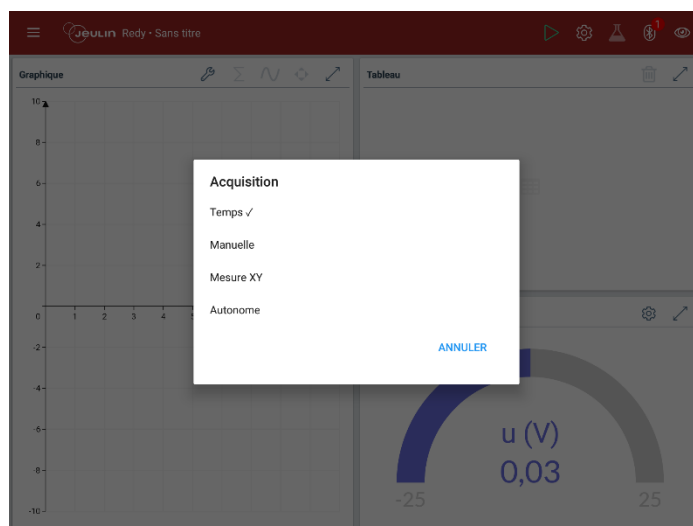 Jeulin Redy • Sans titre
1
Graphique
Tableau
10
8
6
4
2
0 1 2 3 4 5
-2
-4
-6
-8
-10
Acquisition
Temps ✓
Manuelle
Mesure XY
Autonome
ANNULER
u (V)
0,03
-25 25